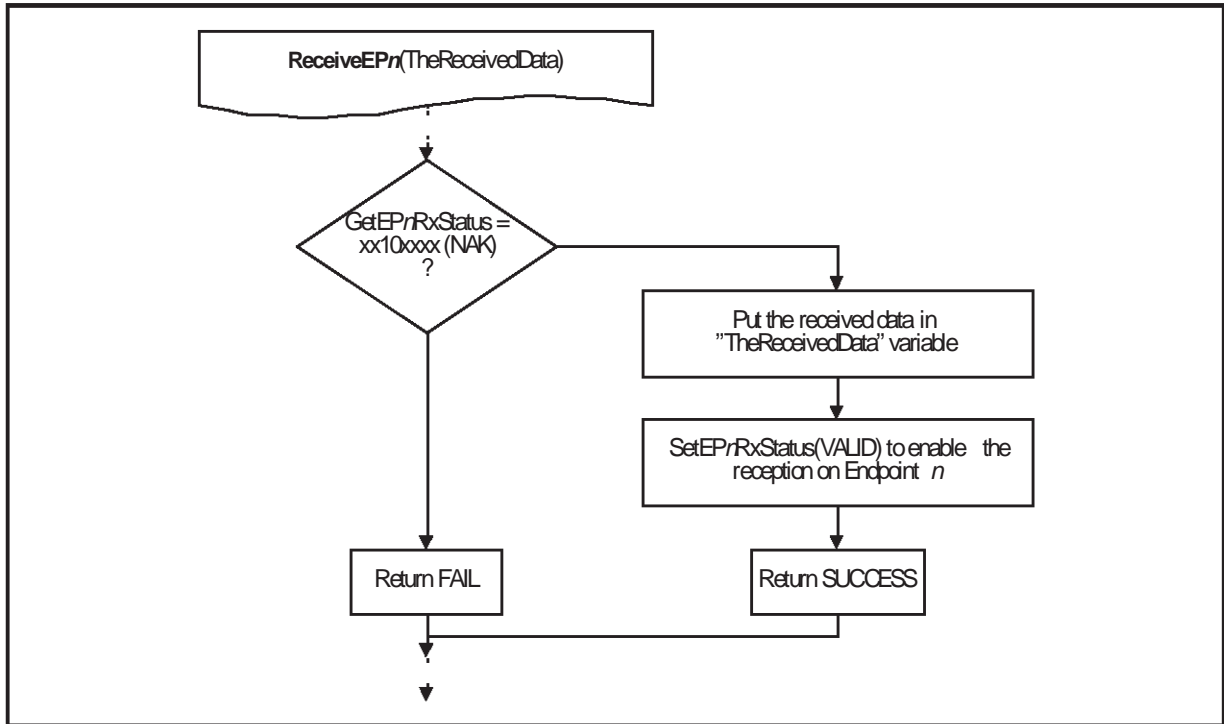 ReceiveEPn(TheReceivedData)
GetEPnRxStatus =
xx10xxxx (NAK)
?
Put the received data in
”TheReceivedData” variable
SetEPnRxStatus(VALID) to enable the
reception on Endpoint n
Return FAIL
Return SUCCESS